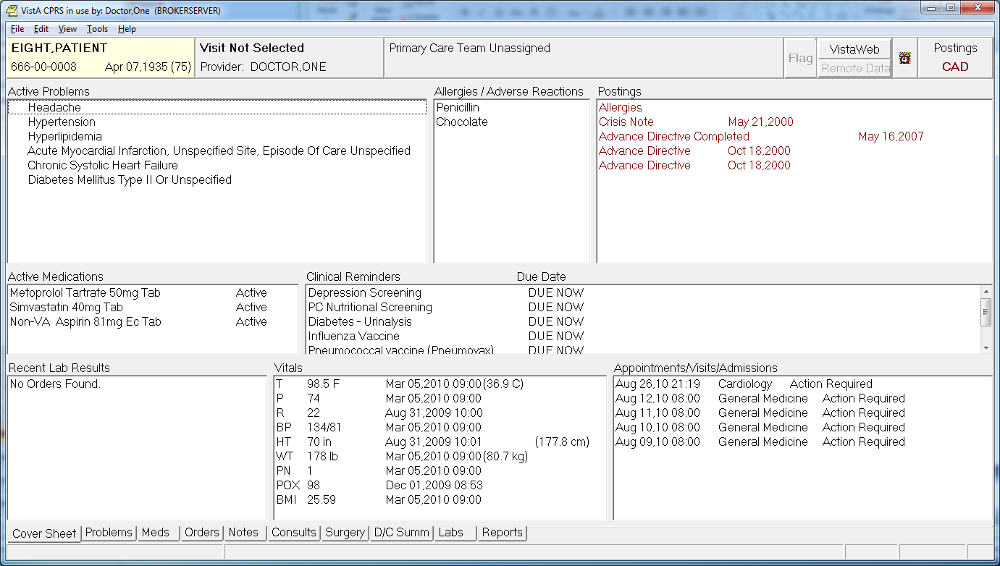 VistA CPRS in use by: Doctor,One (BROKERSERVER)
File Edit View Tools Help
EIGHT,PATIENT
666-00-0008 Apr 07,1935 (75)
Visit Not Selected
Provider: DOCTOR,ONE
Primary Care Team Unassigned
Flag
VistaWeb
Remote Data
Postings
CAD
Active Problems
Headache
Hypertension
Hyperlipidemia
Acute Myocardial Infarction, Unspecified Site, Episode Of Care Unspecified
Chronic Systolic Heart Failure
Diabetes Mellitus Type II Or Unspecified
Allergies / Adverse Reactions
Penicillin
Chocolate
Postings
Allergies
Crisis Note May 21,2000
Advance Directive Completed May 16,2007
Advance Directive Oct 18,2000
Advance Directive Oct 18,2000
Active Medications
Metoprolol Tartrate 50mg Tab Active
Simvastatin 40mg Tab Active
Non-VA Aspirin 81mg Ec Tab Active
Clinical Reminders Due Date
Depression Screening DUE NOW
PC Nutritional Screening DUE NOW
Diabetes - Urinalysis DUE NOW
Influenza Vaccine DUE NOW
Pneumococcal vaccine (Pneumovax) DUE NOW
Recent Lab Results
No Orders Found.
Vitals
T 98.5 F Mar 05,2010 09:00 (36.9 C)
P 74 Mar 05,2010 09:00
R 22 Aug 31,2009 10:00
BP 134/81 Mar 05,2010 09:00
HT 70 in Aug 31,2009 10:01 (177.8 cm)
WT 178 lb Mar 05,2010 09:00 (80.7 kg)
PN 1 Mar 05,2010 09:00
POX 98 Dec 01,2009 08:53
BMI 25.59 Mar 05,2010 09:00
Appointments/Visits/Admissions
Aug 26,10 21:19 Cardiology Action Required
Aug 12,10 08:00 General Medicine Action Required
Aug 11,10 08:00 General Medicine Action Required
Aug 10,10 08:00 General Medicine Action Required
Aug 09,10 08:00 General Medicine Action Required
Cover Sheet Problems Meds Orders Notes Consults Surgery D/C Summ Labs Reports